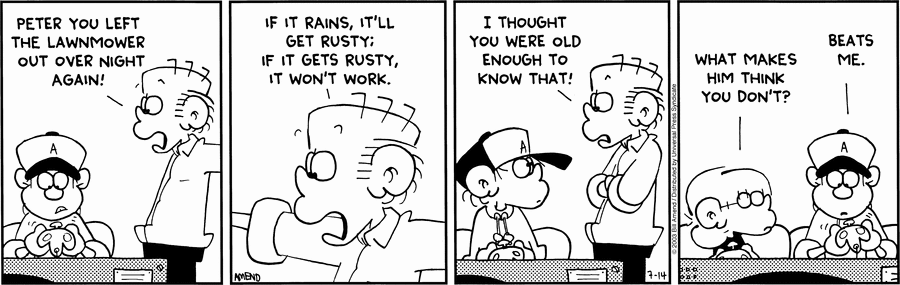 PETER YOU LEFT
THE LAWNMOWER
OUT OVER NIGHT
AGAIN!
A
IF IT RAINS, IT'LL
GET RUSTY;
IF IT GETS RUSTY,
IT WON'T WORK.
AMEND
I THOUGHT
YOU WERE OLD
ENOUGH TO
KNOW THAT!
A
7-14
© 2003 Bill Amend / Distributed by Universal Press Syndicate
WHAT MAKES
HIM THINK
YOU DON'T?
BEATS
ME.
A